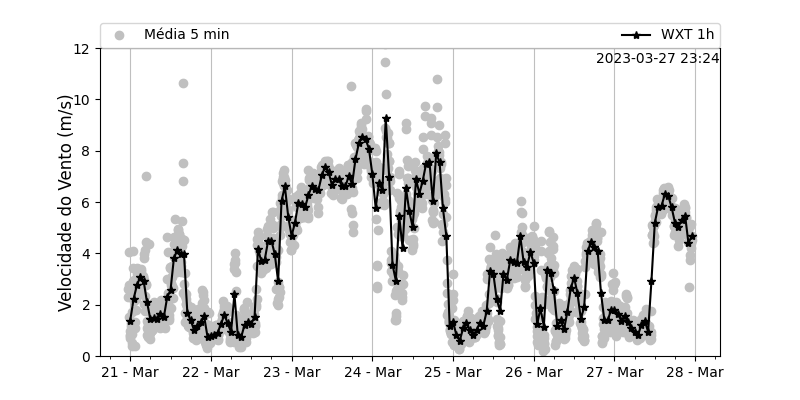 Média 5 min
WXT 1h
2023-03-27 23:24
Velocidade do Vento (m/s)
12
10
8
6
4
2
0
21 - Mar 22 - Mar 23 - Mar 24 - Mar 25 - Mar 26 - Mar 27 - Mar 28 - Mar